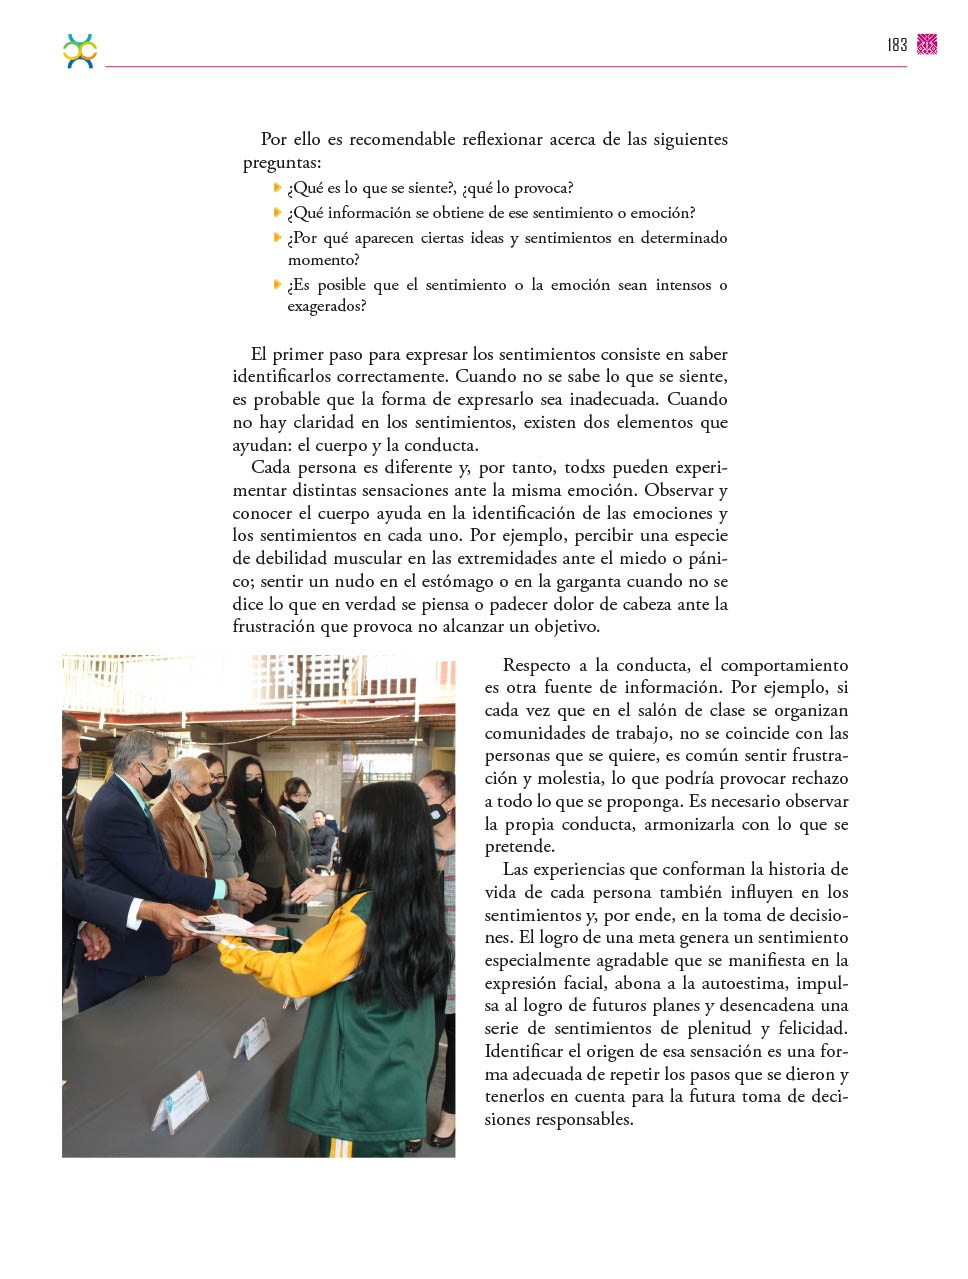 183
Por ello es recomendable reflexionar acerca de las siguientes
preguntas:
¿Qué es lo que se siente?, ¿qué lo provoca?
¿Qué información se obtiene de ese sentimiento o emoción?
¿Por qué aparecen ciertas ideas y sentimientos en determinado
momento?
¿Es posible que el sentimiento o la emoción sean intensos o
exagerados?
El primer paso para expresar los sentimientos consiste en saber
identificarlos correctamente. Cuando no se sabe lo que se siente,
es probable que la forma de expresarlo sea inadecuada. Cuando
no hay claridad en los sentimientos, existen dos elementos que
ayudan: el cuerpo y la conducta.
Cada persona es diferente y, por tanto, todxs pueden experi-
mentar distintas sensaciones ante la misma emoción. Observar y
conocer el cuerpo ayuda en la identificación de las emociones y
los sentimientos en cada uno. Por ejemplo, percibir una especie
de debilidad muscular en las extremidades ante el miedo o páni-
co; sentir un nudo en el estómago o en la garganta cuando no se
dice lo que en verdad se piensa o padecer dolor de cabeza ante la
frustración que provoca no alcanzar un objetivo.
Respecto a la conducta, el comportamiento
es otra fuente de información. Por ejemplo, si
cada vez que en el salón de clase se organizan
comunidades de trabajo, no se coincide con las
personas que se quiere, es común sentir frustra-
ción y molestia, lo que podría provocar rechazo
a todo lo que se proponga. Es necesario observar
la propia conducta, armonizarla con lo que se
pretende.
Las experiencias que conforman la historia de
vida de cada persona también influyen en los
sentimientos y, por ende, en la toma de decisio-
nes. El logro de una meta genera un sentimiento
especialmente agradable que se manifiesta en la
expresión facial, abona a la autoestima, impul-
sa al logro de futuros planes y desencadena una
serie de sentimientos de plenitud y felicidad.
Identificar el origen de esa sensación es una for-
ma adecuada de repetir los pasos que se dieron y
tenerlos en cuenta para la futura toma de deci-
siones responsables.